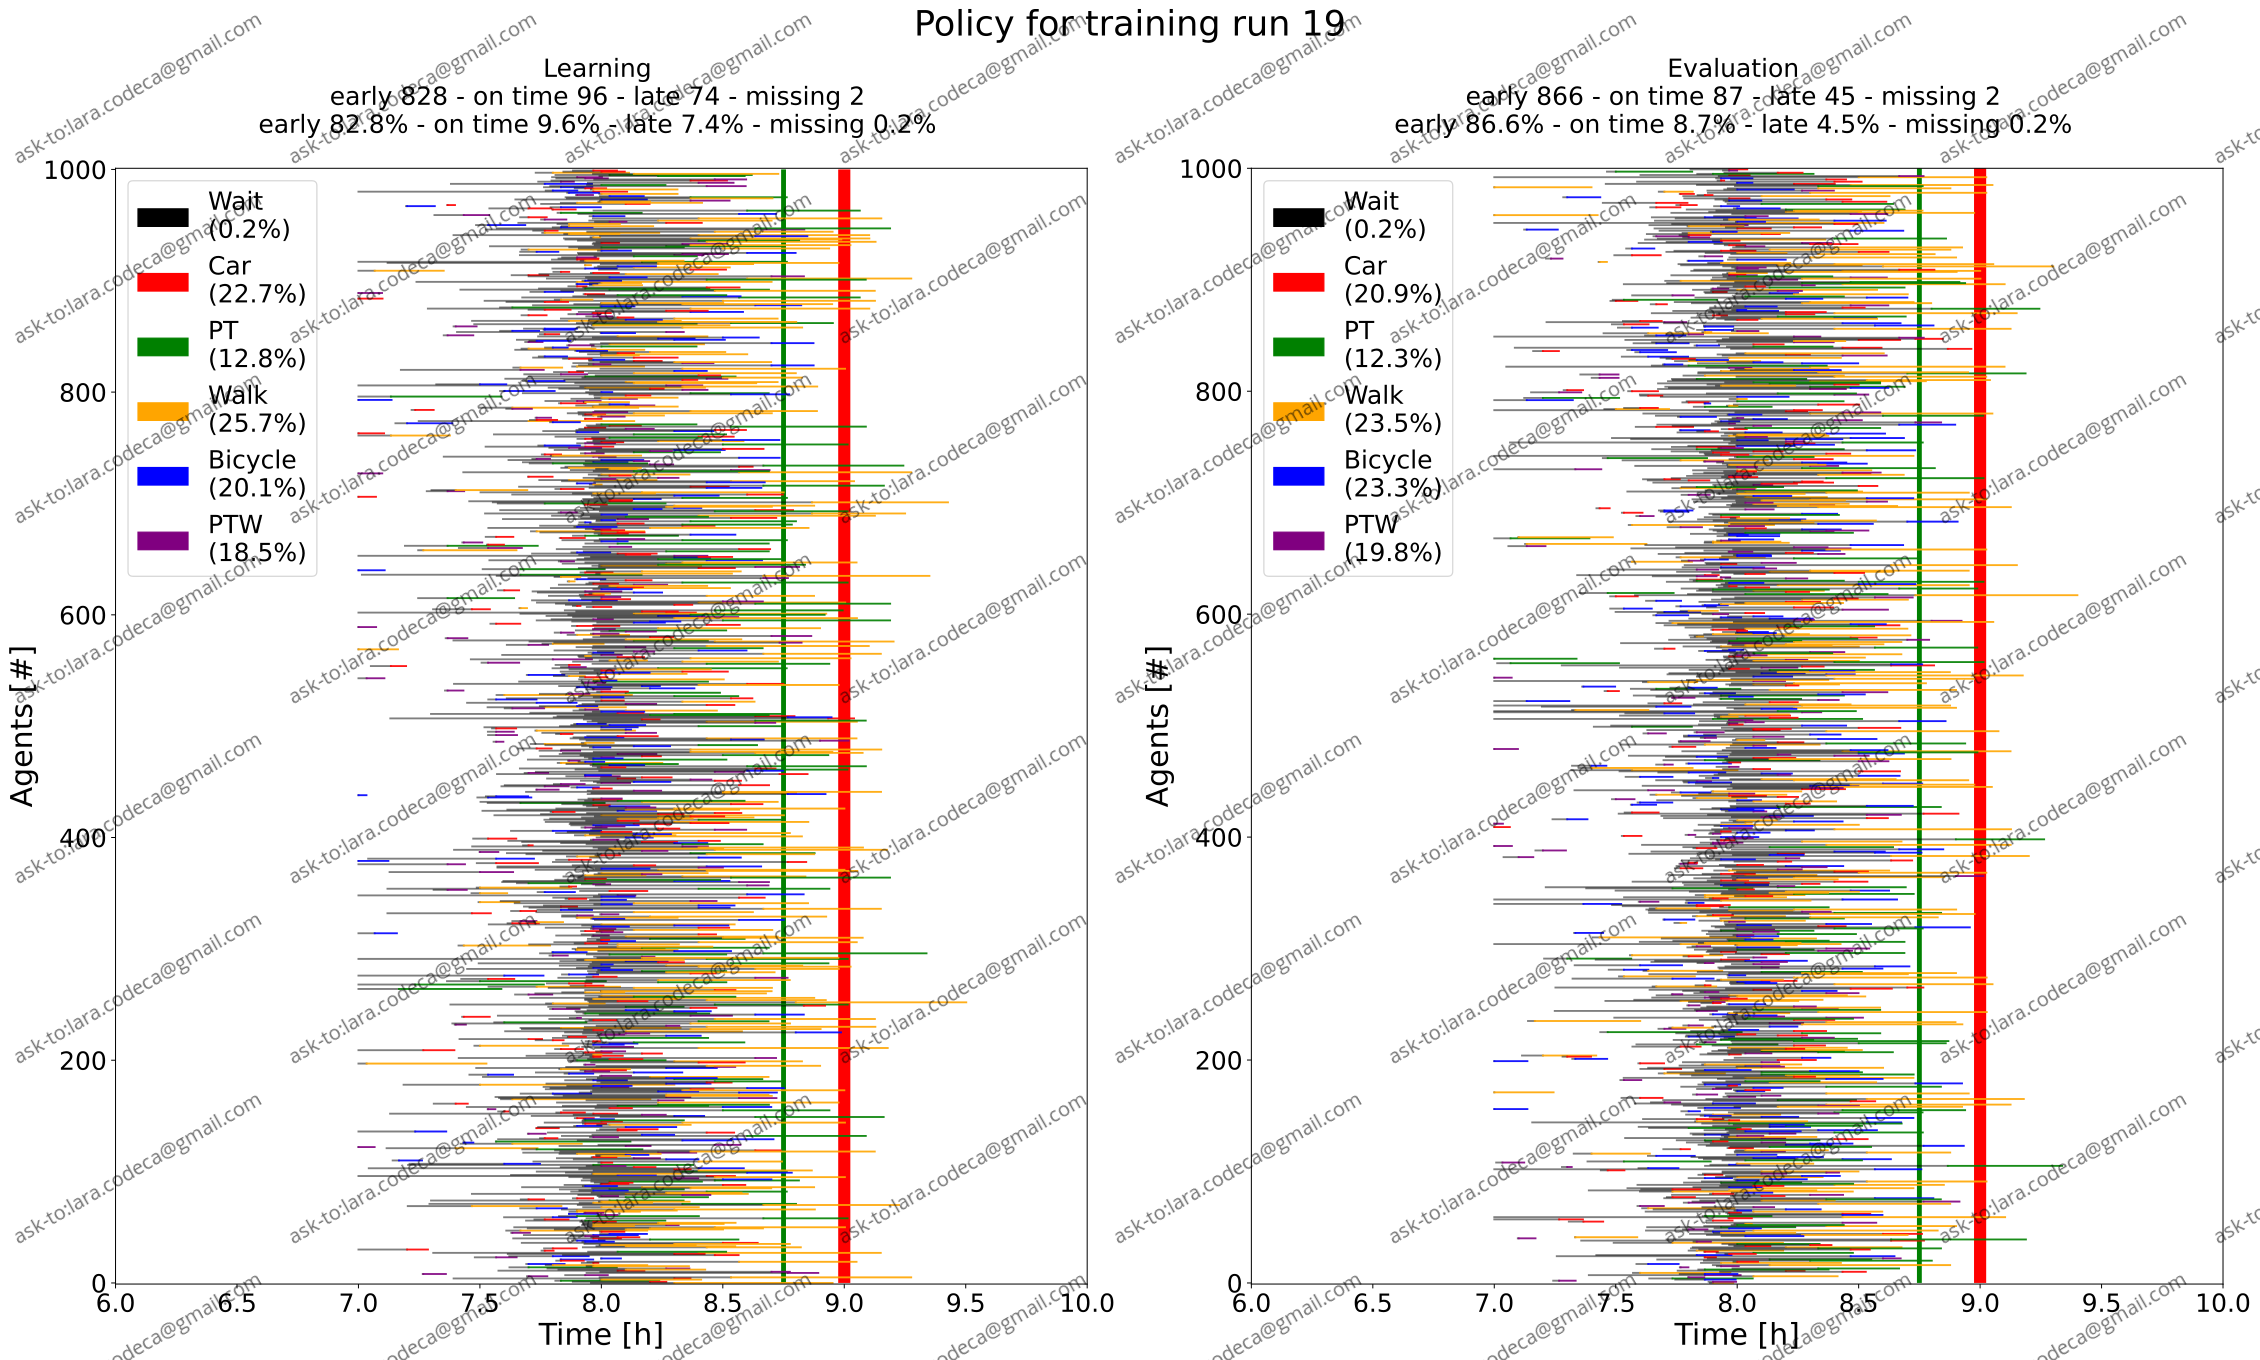 Policy for training run 19
Learning
early 828 - on time 96 - late 74 - missing 2
early 82.8% - on time 9.6% - late 7.4% - missing 0.2%
Wait
(0.2%)
Car
(22.7%)
PT
(12.8%)
Walk
(25.7%)
Bicycle
(20.1%)
PTW
(18.5%)
Agents [#]
1000
800
600
400
200
0
6.0 6.5 7.0 7.5 8.0 8.5 9.0 9.5 10.0
Time [h]
Evaluation
early 866 - on time 87 - late 45 - missing 2
early 86.6% - on time 8.7% - late 4.5% - missing 0.2%
Wait
(0.2%)
Car
(20.9%)
PT
(12.3%)
Walk
(23.5%)
Bicycle
(23.3%)
PTW
(19.8%)
Agents [#]
1000
800
600
400
200
0
6.0 6.5 7.0 7.5 8.0 8.5 9.0 9.5 10.0
Time [h]
ask-to:lara.codeca@gmail.com